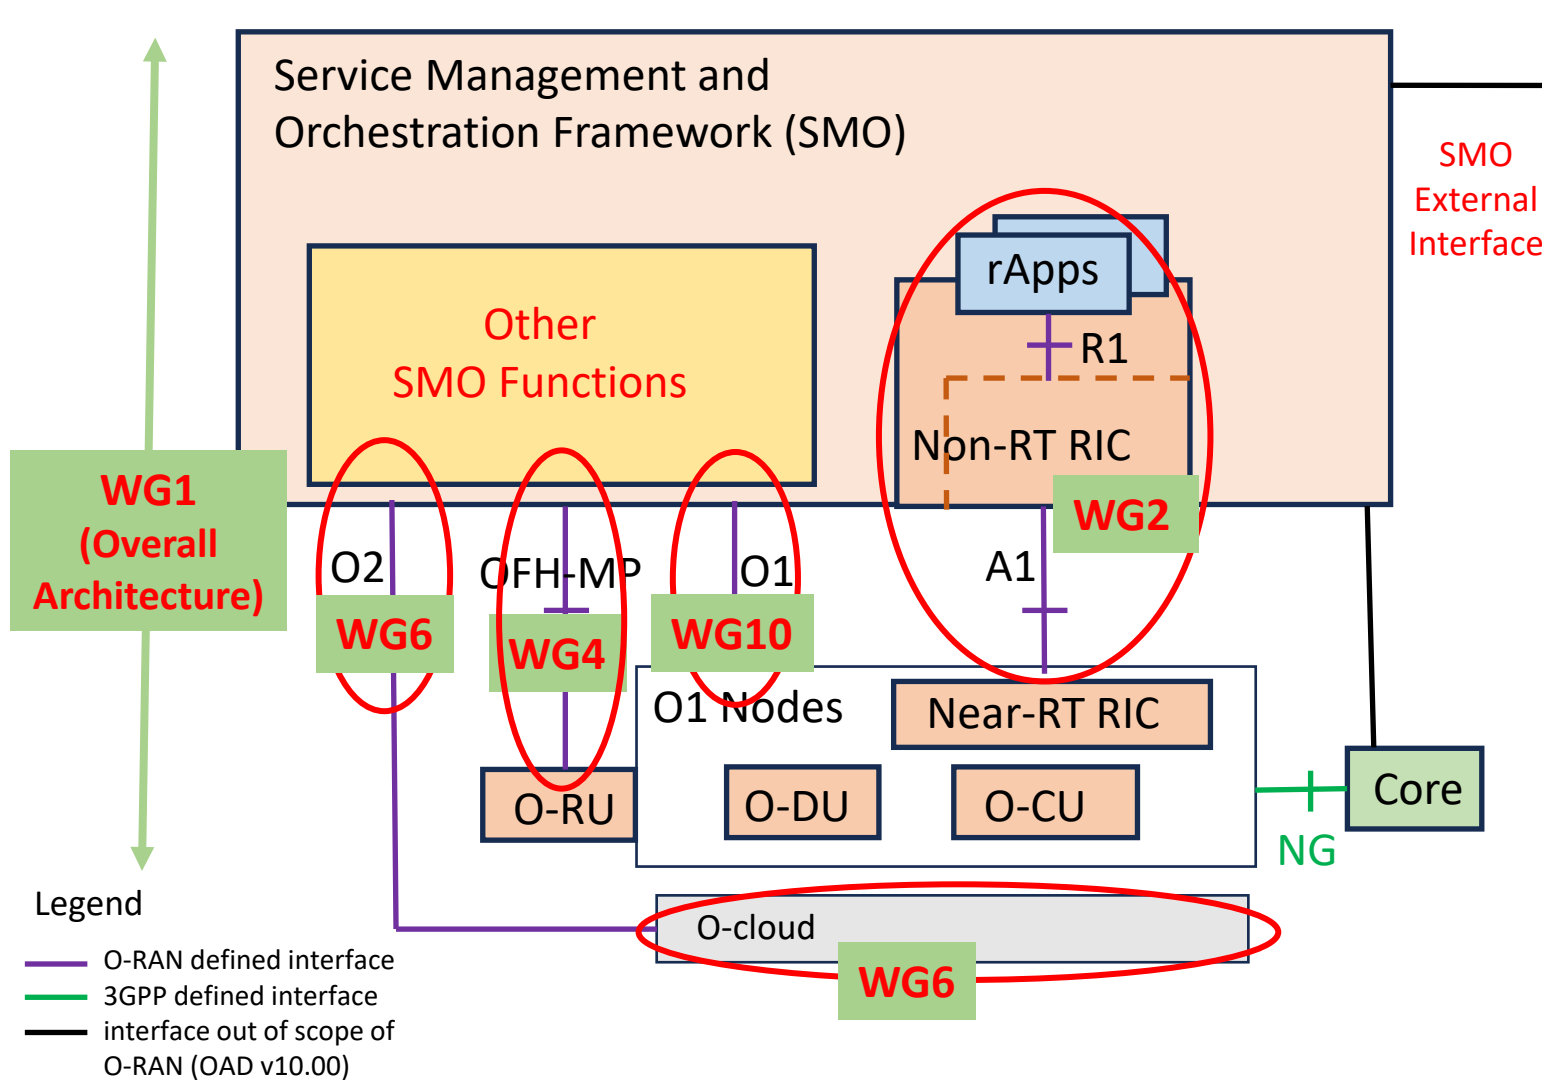 Service Management and
Orchestration Framework (SMO)
SMO
External
Interface
rApps
Other
SMO Functions
R1
Non-RT RIC
WG1
(Overall
Architecture)
WG2
O2
OFH-MP
O1
A1
WG6
WG4
WG10
O1 Nodes
Near-RT RIC
O-RU
O-DU
O-CU
Core
NG
Legend
O-cloud
WG6
O-RAN defined interface
3GPP defined interface
interface out of scope of
O-RAN (OAD v10.00)